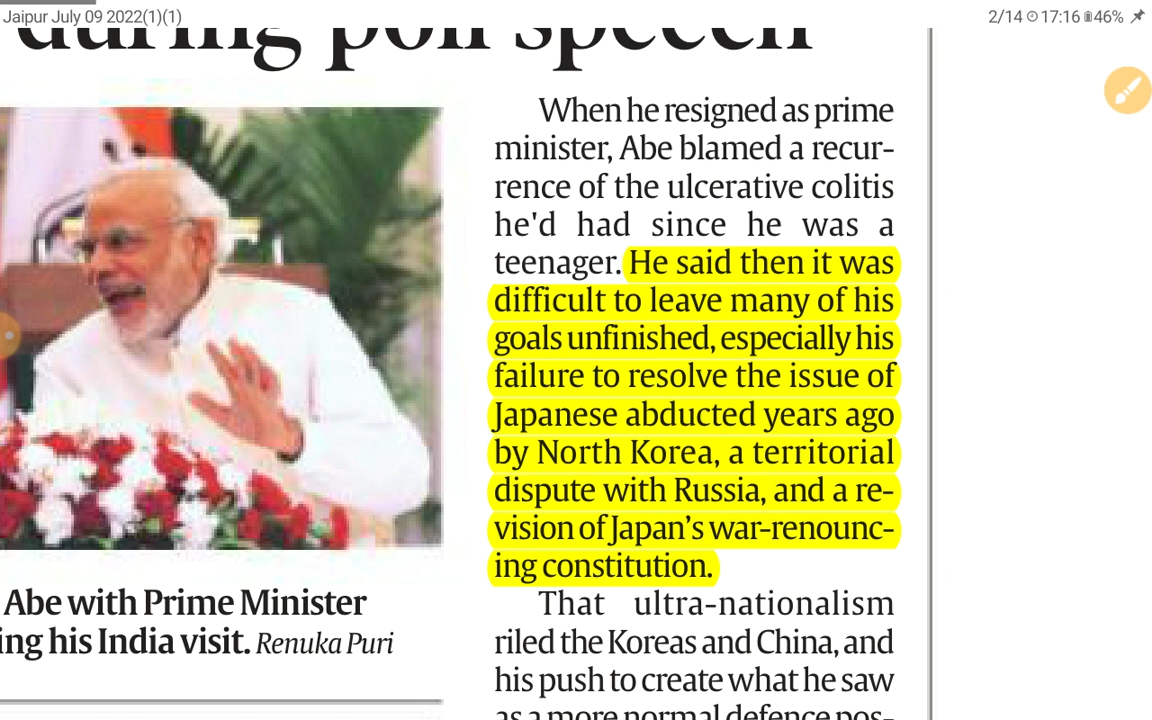 Jaipur July 09 2022(1)(1)
2/14 17:16 46%
during poll speech
When he resigned as prime
minister, Abe blamed a recur-
rence of the ulcerative colitis
he'd had since he was a
teenager. He said then it was
difficult to leave many of his
goals unfinished, especially his
failure to resolve the issue of
Japanese abducted years ago
by North Korea, a territorial
dispute with Russia, and a re-
vision of Japan’s war-renounc-
ing constitution.
That ultra-nationalism
riled the Koreas and China, and
his push to create what he saw
as a more normal defence pos-
Abe with Prime Minister
ing his India visit. Renuka Puri